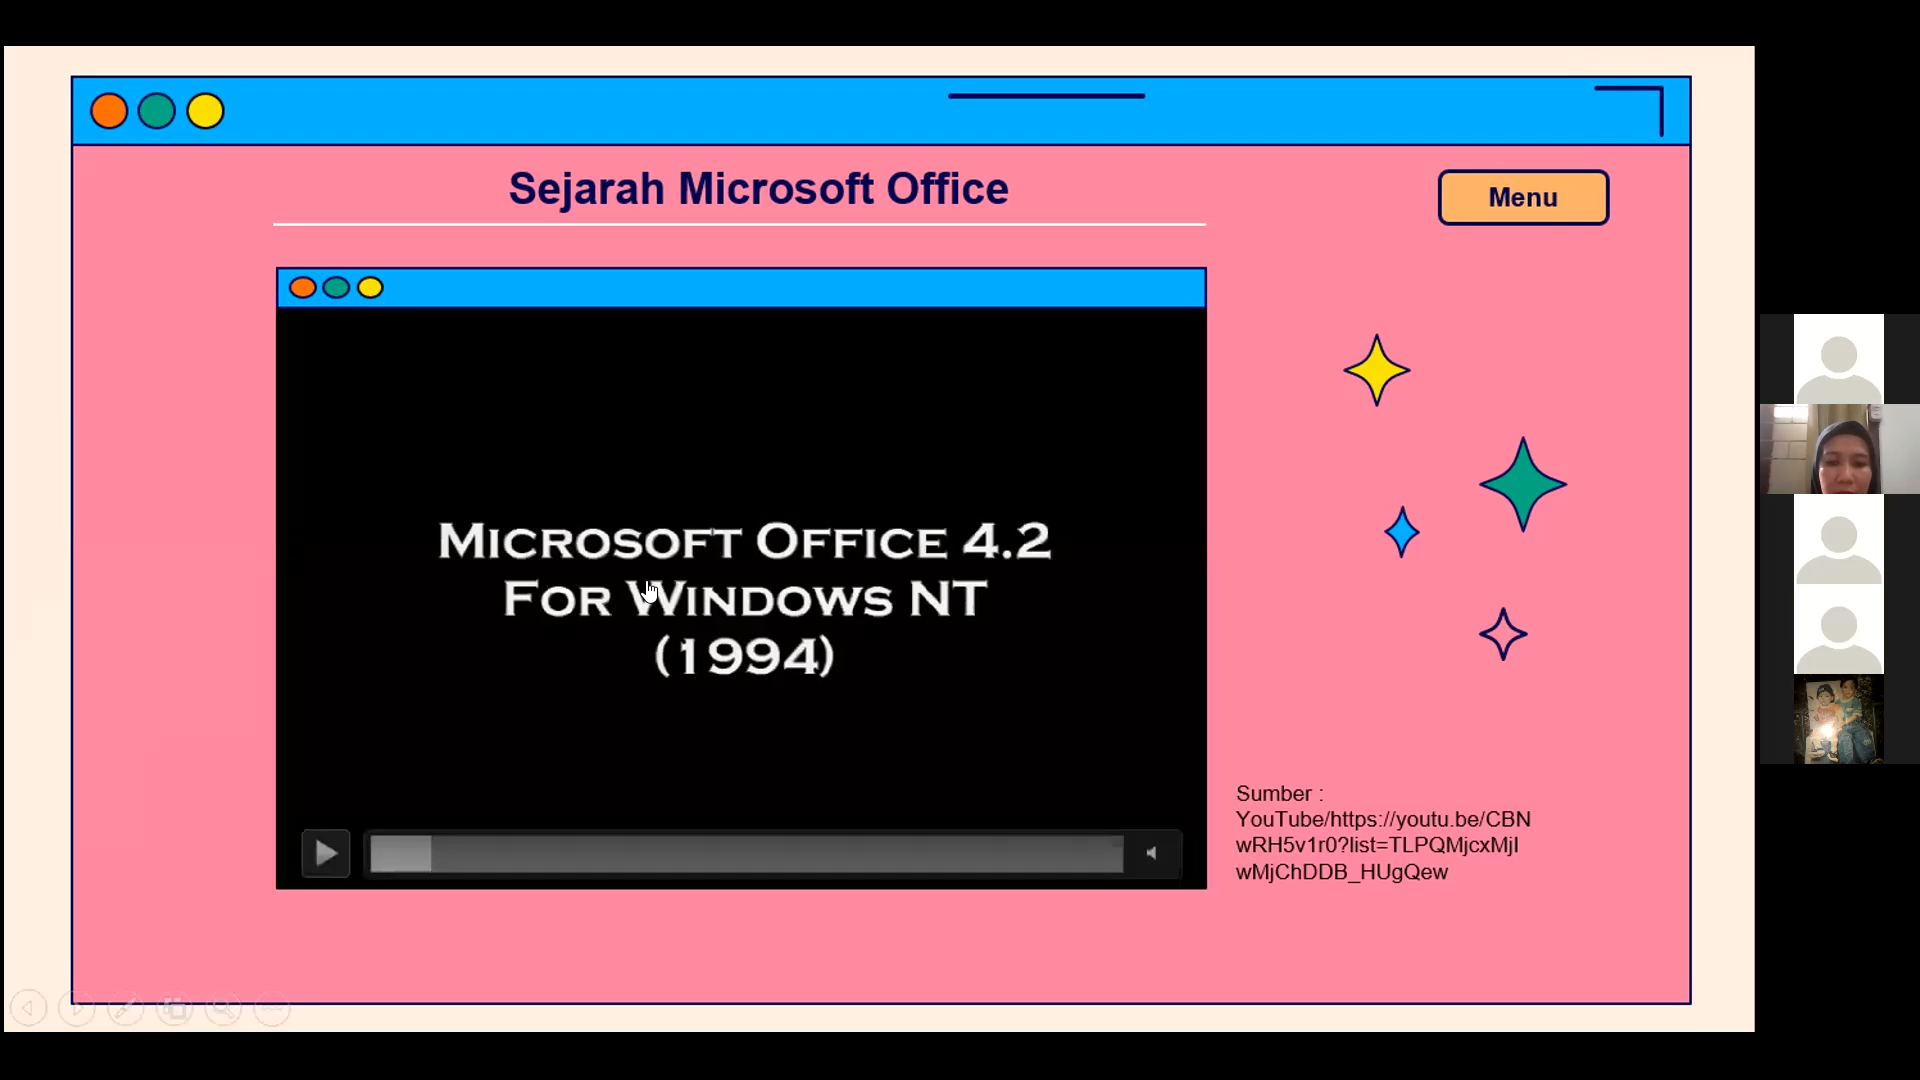 Sejarah Microsoft Office
Menu
MICROSOFT OFFICE 4.2
FOR WINDOWS NT
(1994)
Sumber :
YouTube/https://youtu.be/CBN
wRH5v1r0?list=TLPQMjcxMjI
wMjChDDB_HUgQew